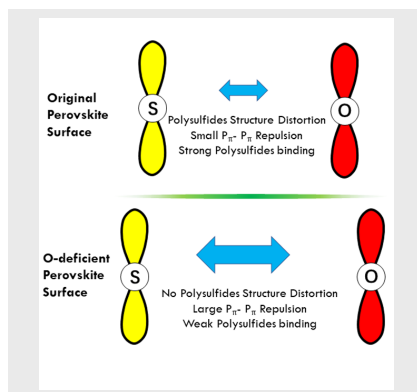 Original
Perovskite
Surface
S
O
Polysulfides Structure Distortion
Small Pπ- Pπ Repulsion
Strong Polysulfides binding
O-deficient
Perovskite
Surface
S
O
No Polysulfides Structure Distortion
Large Pπ- Pπ Repulsion
Weak Polysulfides binding